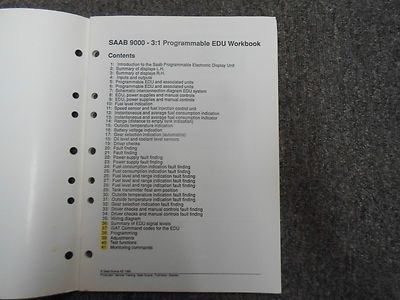 SAAB 9000 - 3:1 Programmable EDU Workbook
Contents
1: Introduction to the Saab Programmable Electronic Display Unit
2: Summary of displays L.H.
3: Summary of displays R.H.
4: Inputs and outputs
5: Programmable EDU and associated units
6: Programmable EDU and associated units
7: Schematic interconnection diagram EDU system
8: EDU, power supplies and manual controls
9: EDU, power supplies and manual controls
10: Fuel level indication
11: Speed sensor and fuel injection control unit
12: Instantaneous and average fuel consumption indicator
13: Instantaneous and average fuel consumption indicator
14: Range (distance to empty tank indication)
15: Outside temperature indication
16: Battery voltage indication
17: Gear selection indication (automatics)
18: Oil level and coolant level sensors
19: Driver checks
20: Fault finding
21: Fault finding
22: Power supply fault finding
23: Power supply fault finding
24: Fuel consumption indication fault finding
25: Fuel consumption indication fault finding
26: Fuel level indication fault finding
27: Fuel level and range indication fault finding
28: Fuel level and range indication fault finding
29: Tank transmitter float arm position
30: Outside temperature indication fault finding
31: Outside temperature indication fault finding
32: Gear selection indication fault finding
33: Driver checks and manual controls fault finding
34: Driver checks and manual controls fault finding
35: Wiring diagram
36: Summary of EDU signal levels
37: ISAT Command codes for the EDU
38: Programming
39: Adjustments
40: Test functions
41: Monitoring commands